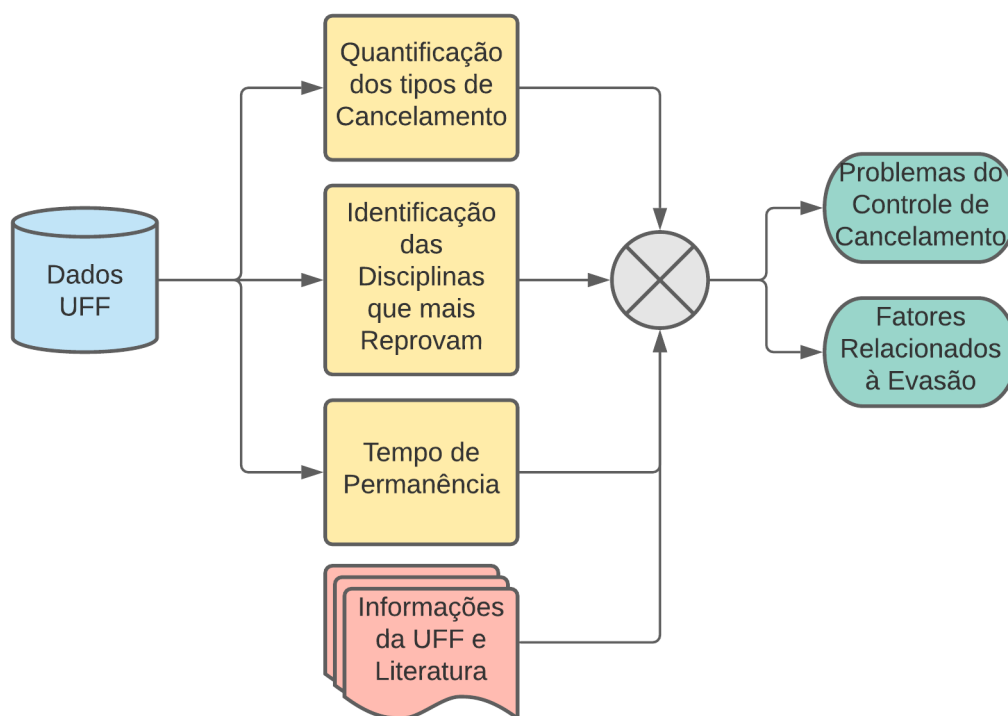 Quantificação
dos tipos de
Cancelamento
Dados
UFF
Identificação
das
Disciplinas
que mais
Reprovam
Tempo de
Permanência
Informações
da UFF e
Literatura
Problemas do
Controle de
Cancelamento
Fatores
Relacionados
à Evasão